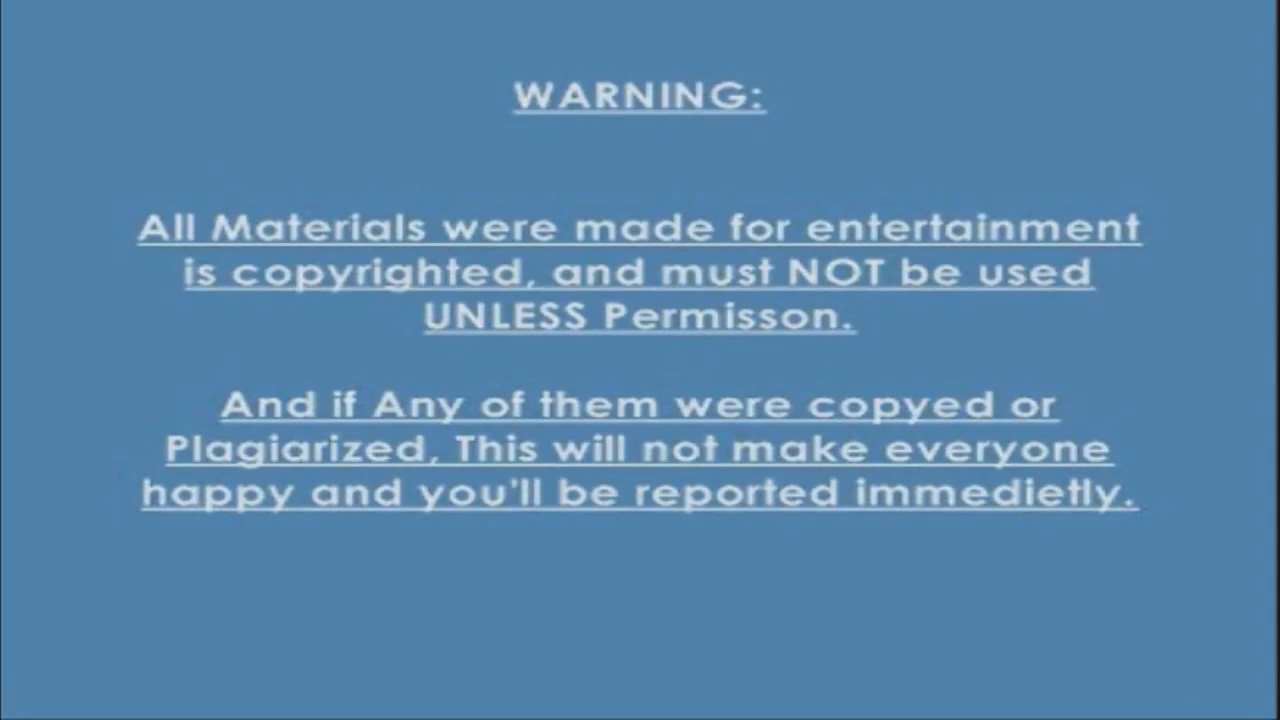 WARNING:
All Materials were made for entertainment
is copyrighted, and must NOT be used
UNLESS Permisson.
And if Any of them were copyed or
Plagiarized, This will not make everyone
happy and you'll be reported immedietly.